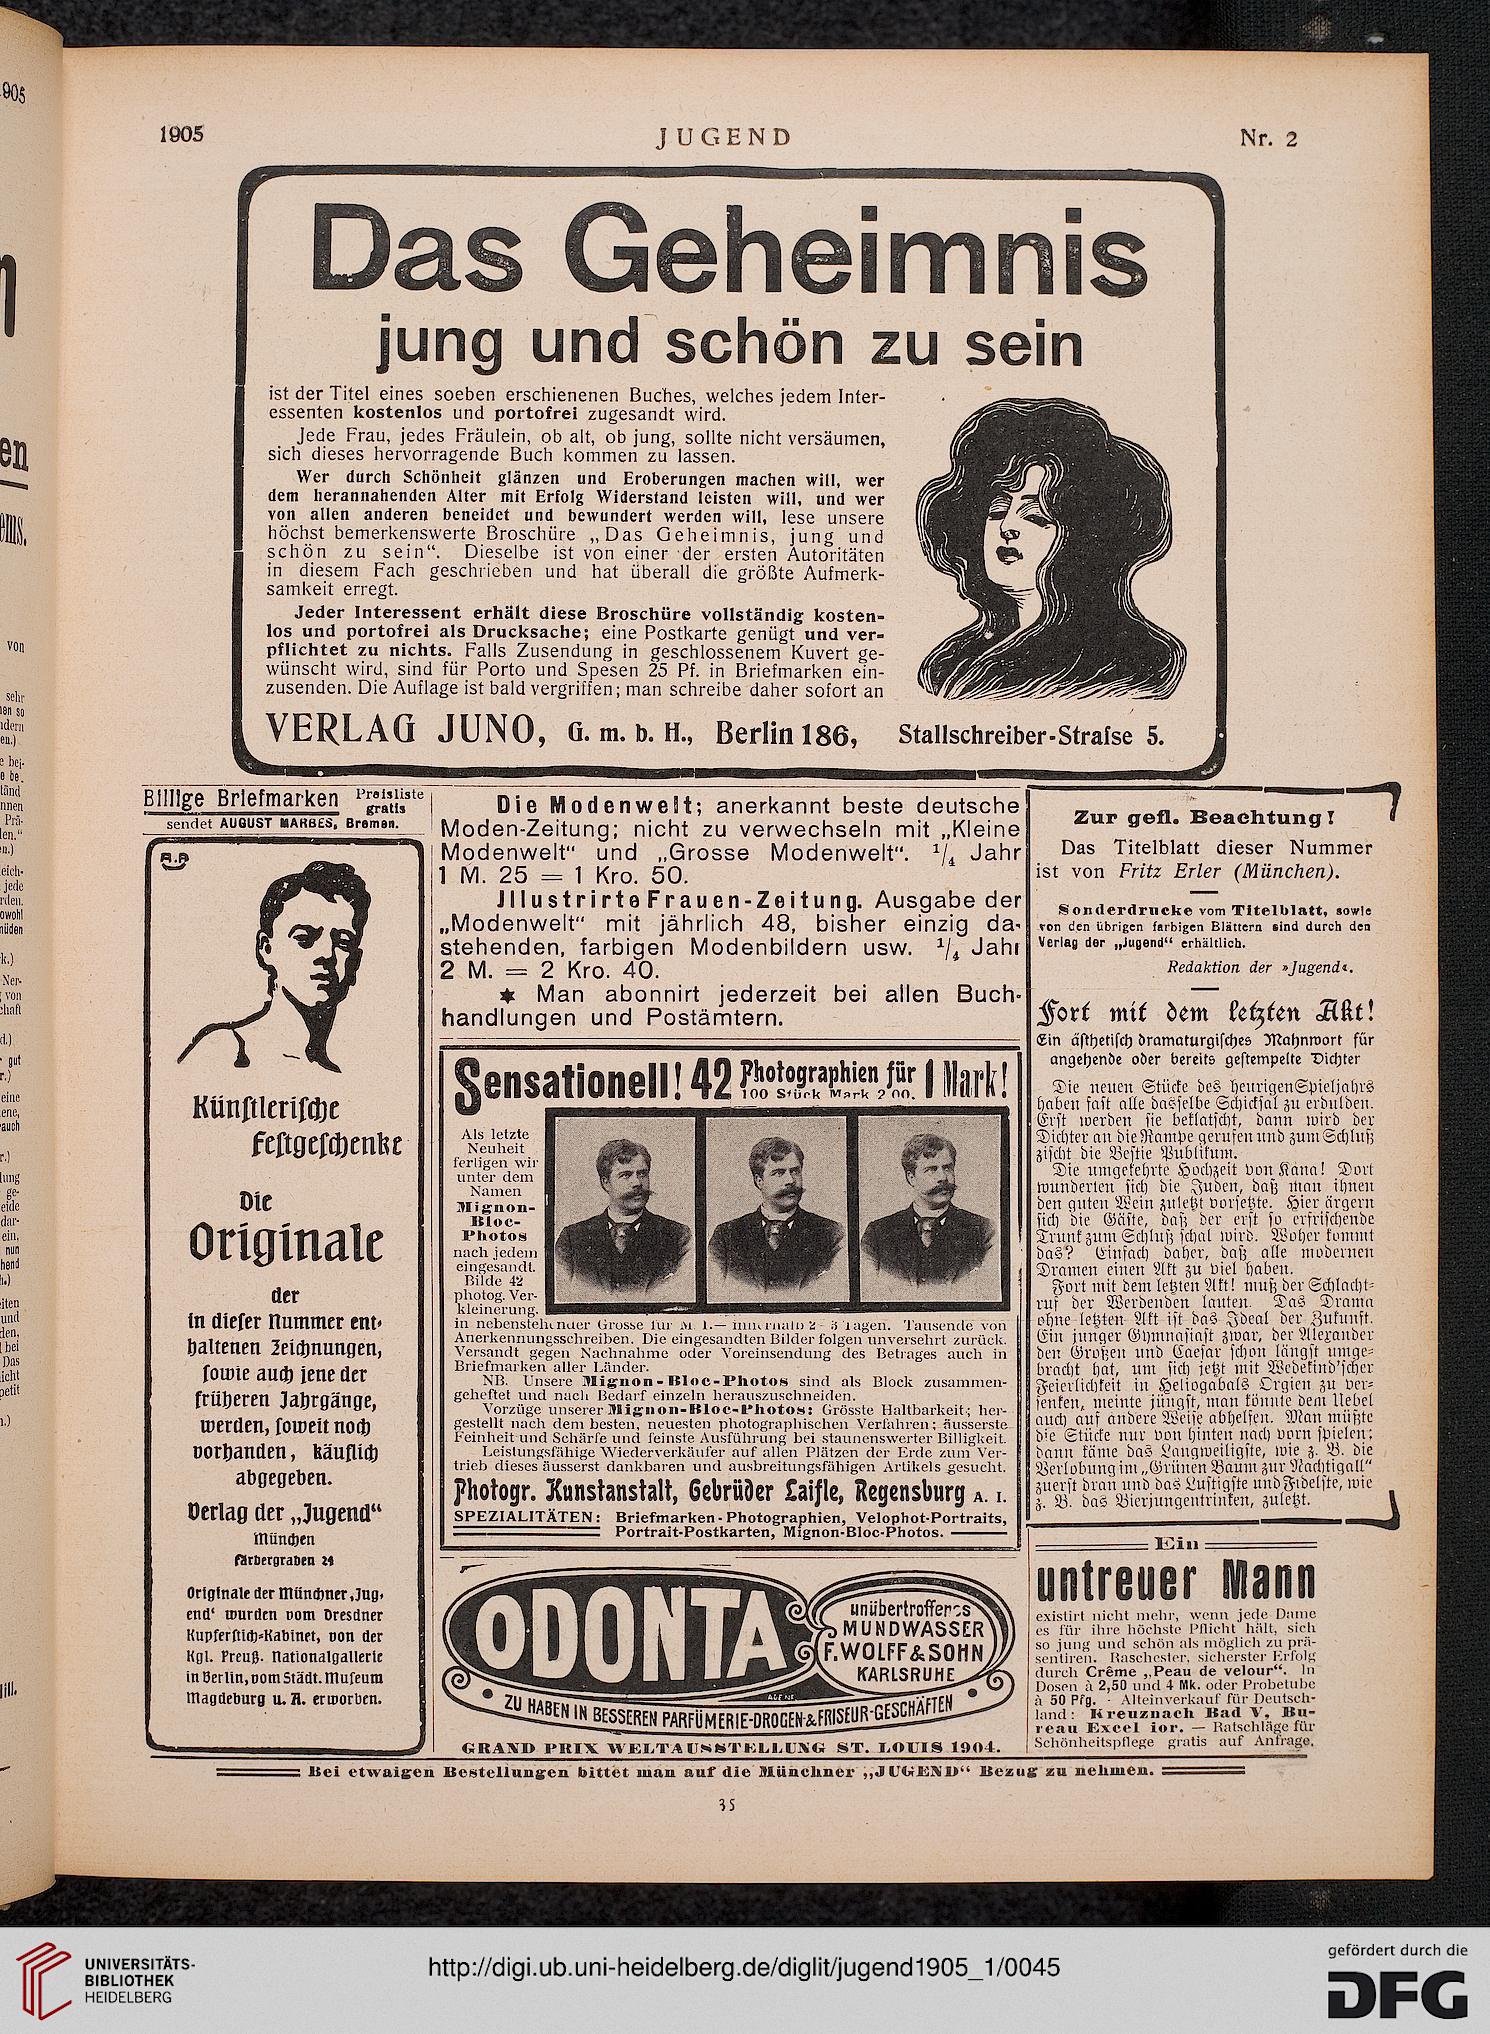 1905
JUGEND
Nr. 2
Das Geheimnis
jung und schön zu sein
ist der Titel eines soeben erschienenen Buches, welches jedem Inter-
essenten kostenlos und portofrei zugesandt wird.
Jede Frau, jedes Fräulein, ob alt, ob jung, sollte nicht versäumen,
sich dieses hervorragende Buch kommen zu lassen.
Wer durch Schönheit glänzen und Eroberungen machen will, wer
dem herannahenden Alter mit Erfolg Widerstand leisten will, und wer
von allen anderen beneidet und bewundert werden will, lese unsere
höchst bemerkenswerte Broschüre „Das Geheimnis, jung und
schön zu sein“. Dieselbe ist von einer der ersten Autoritäten
in diesem Fach geschrieben und hat überall die größte Aufmerk-
samkeit erregt.
Jeder Interessent erhält diese Broschüre vollständig kosten-
los und portofrei als Drucksache; eine Postkarte genügt und ver-
pflichtet zu nichts. Falls Zusendung in geschlossenem Kuvert ge-
wünscht wird, sind für Porto und Spesen 25 Pf. in Briefmarken ein-
zusenden. Die Auflage ist bald vergriffen; man schreibe daher sofort an
VERLAG JUNO, G. m. b. H., Berlin 186, Stallschreiber-Strafse 5.
Billige Briefmarken Preisliste gratis
sendet AUGUST MARBES, Bremen.
Künſtleriſche
Feſtgeſchenke
Die
Originale
der
in dieſer Nummer ent-
haltenen Zeichnungen,
ſowie auch jene der
früheren Jahrgänge,
werden, ſoweit noch
vorhanden, käuflich
abgegeben.
Verlag der „Jugend“
München
Färbergraben 24
Originale der Münchner ‚Jug-
end‘ wurden vom Dresdner
Kupferſtich-Kabinet, von der
Kgl. Preuß. Nationalgallerie
in Berlin, vom Städt. Muſeum
Magdeburg u. A. erworben.
Die Modenwelt; anerkannt beste deutsche
Moden-Zeitung; nicht zu verwechseln mit „Kleine
Modenwelt“ und „Grosse Modenwelt“. 1/4 Jahr
1 M. 25 = 1 Kro. 50.
Jllustrirte Frauen-Zeitung. Ausgabe der
„Modenwelt“ mit jährlich 48, bisher einzig da-
stehenden, farbigen Modenbildern usw. 1/4 Jahr
2 M. = 2 Kro. 40.
★ Man abonnirt jederzeit bei allen Buch-
handlungen und Postämtern.
Sensationell! 42 Photographien für 1 Mark!
100 Stück Mark 2.00.
Als letzte
Neuheit
fertigen wir
unter dem
Namen
Mignon-
Bloc-
Photos
nach jedem
eingesandt.
Bilde 42
photog. Ver-
kleinerung.
in nebenstehender Grösse für M. 1.— innerhalb 2—3 Tagen. Tausende von
Anerkennungsschreiben. Die eingesandten Bilder folgen unversehrt zurück.
Versandt gegen Nachnahme oder Voreinsendung des Betrages auch in
Briefmarken aller Länder.
NB. Unsere Mignon-Bloc-Photos sind als Block zusammen-
geheftet und nach Bedarf einzeln herauszuschneiden.
Vorzüge unserer Mignon-Bloc-Photos: Grösste Haltbarkeit; her-
gestellt nach dem besten, neuesten photographischen Verfahren; äusserste
Feinheit und Schärfe und feinste Ausführung bei staunenswerter Billigkeit.
Leistungsfähige Wiederverkäufer auf allen Plätzen der Erde zum Ver-
trieb dieses äusserst dankbaren und ausbreitungsfähigen Artikels gesucht.
Photogr. Kunstanstalt, Gebrüder Laifle, Regensburg A. I.
SPEZIALITÄTEN: Briefmarken-Photographien, Velophot-Portraits,
Portrait-Postkarten, Mignon-Bloc-Photos.
ODONTA
unübertroffenes
MUNDWASSER
F. WOLFF & SOHN
KARLSRUHE
ZU HABEN IN BESSEREN PARFÜMERIE-DROGEN-&FRISEUR-GESCHÄFTEN
GRAND PRIX WELTAUSSTELLUNG ST. LOUIS 1904.
Zur gefl. Beachtung!
Das Titelblatt dieser Nummer
ist von Fritz Erler (München).
Sonderdrucke vom Titelblatt, sowie
von den übrigen farbigen Blättern sind durch den
Verlag der „Jugend“ erhältlich.
Redaktion der »Jugend«.
Fort mit dem letzten Akt!
Ein äſthetiſch dramaturgiſches Mahnwort für
angehende oder bereits geſtempelte Dichter
Die neuen Stücke des heurigen Spieljahrs
haben faſt alle dasſelbe Schickſal zu erdulden.
Erſt werden ſie beklatſcht, dann wird der
Dichter an die Rampe gerufen und zum Schluß
ziſcht die Beſtie Publikum.
Die umgekehrte Hochzeit von Kana! Dort
wunderten ſich die Juden, daß man ihnen
den guten Wein zuletzt vorſetzte. Hier ärgern
ſich die Gäſte, daß der erſt ſo erfriſchende
Trunk zum Schluß ſchal wird. Woher kommt
das? Einfach daher, daß alle modernen
Dramen einen Akt zu viel haben.
Fort mit dem letzten Akt! muß der Schlacht-
ruf der Werdenden lauten. Das Drama
ohne letzten Akt iſt das Ideal der Zukunft.
Ein junger Gymnaſiaſt zwar, der Alexander
den Großen und Caeſar ſchon längſt umge-
bracht hat, um ſich jetzt mit Wedekind'ſcher
Feierlichkeit in Heliogabals Orgien zu ver-
ſenken, meinte jüngſt, man könnte dem Uebel
auch auf andere Weiſe abhelfen. Man müßte
die Stücke nur von hinten nach vorn ſpielen;
dann käme das Langweiligſte, wie z. B. die
Verlobung im „Grünen Baum zur Nachtigall“
zuerſt dran und das Luſtigſte und Fidelſte, wie
z. B. das Bierjungentrinken, zuletzt.
Ein
untreuer Mann
existirt nicht mehr, wenn jede Dame
es für ihre höchste Pflicht hält, sich
so jung und schön als möglich zu prä-
sentiren. Raschester, sicherster Erfolg
durch Crême „Peau de velour“. In
Dosen à 2,50 und 4 Mk. oder Probetube
à 50 Pfg. - Alleinverkauf für Deutsch-
land: Kreuznach Bad V, Bu-
reau Excel ior. — Ratschläge für
Schönheitspflege gratis auf Anfrage.
Bei etwaigen Bestellungen bittet man auf die Münchner „JUGEND“ Bezug zu nehmen.
35
UNIVERSITÄTS-
BIBLIOTHEK
HEIDELBERG
http://digi.ub.uni-heidelberg.de/diglit/jugend1905_1/0045
gefördert durch die
DFG